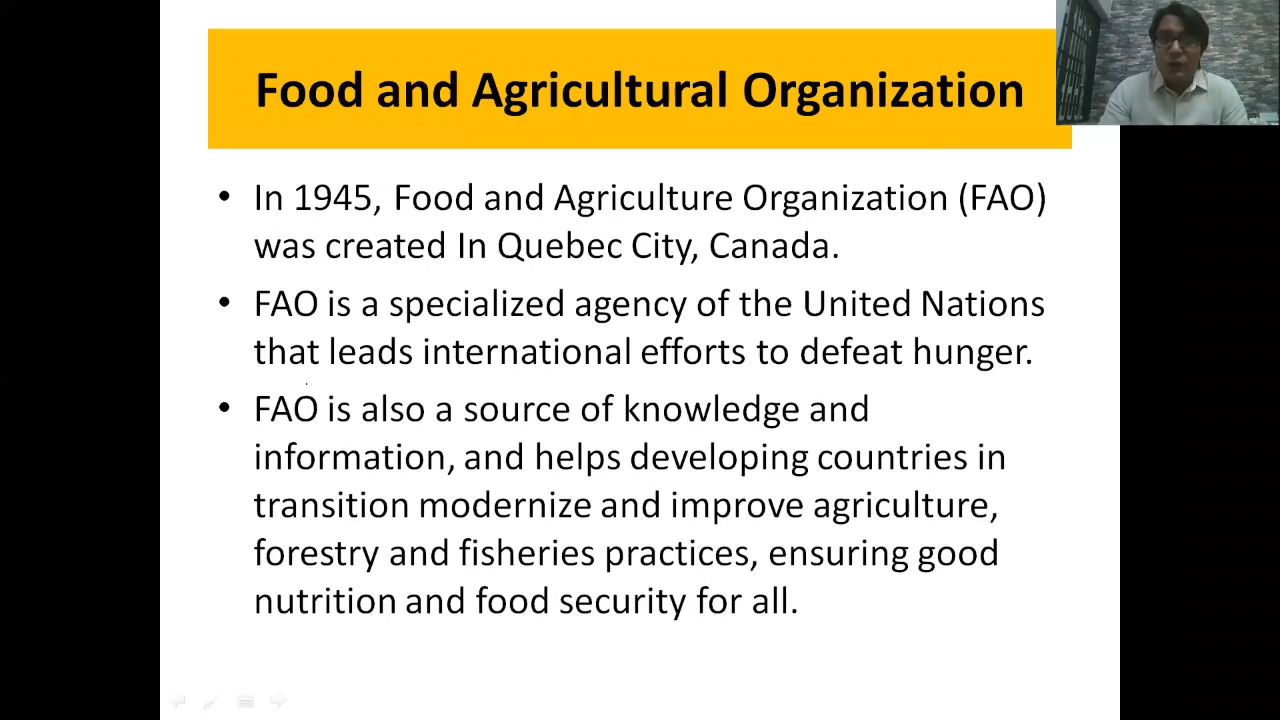 Food and Agricultural Organization
• In 1945, Food and Agriculture Organization (FAO)
was created In Quebec City, Canada.
• FAO is a specialized agency of the United Nations
that leads international efforts to defeat hunger.
• FAO is also a source of knowledge and
information, and helps developing countries in
transition modernize and improve agriculture,
forestry and fisheries practices, ensuring good
nutrition and food security for all.